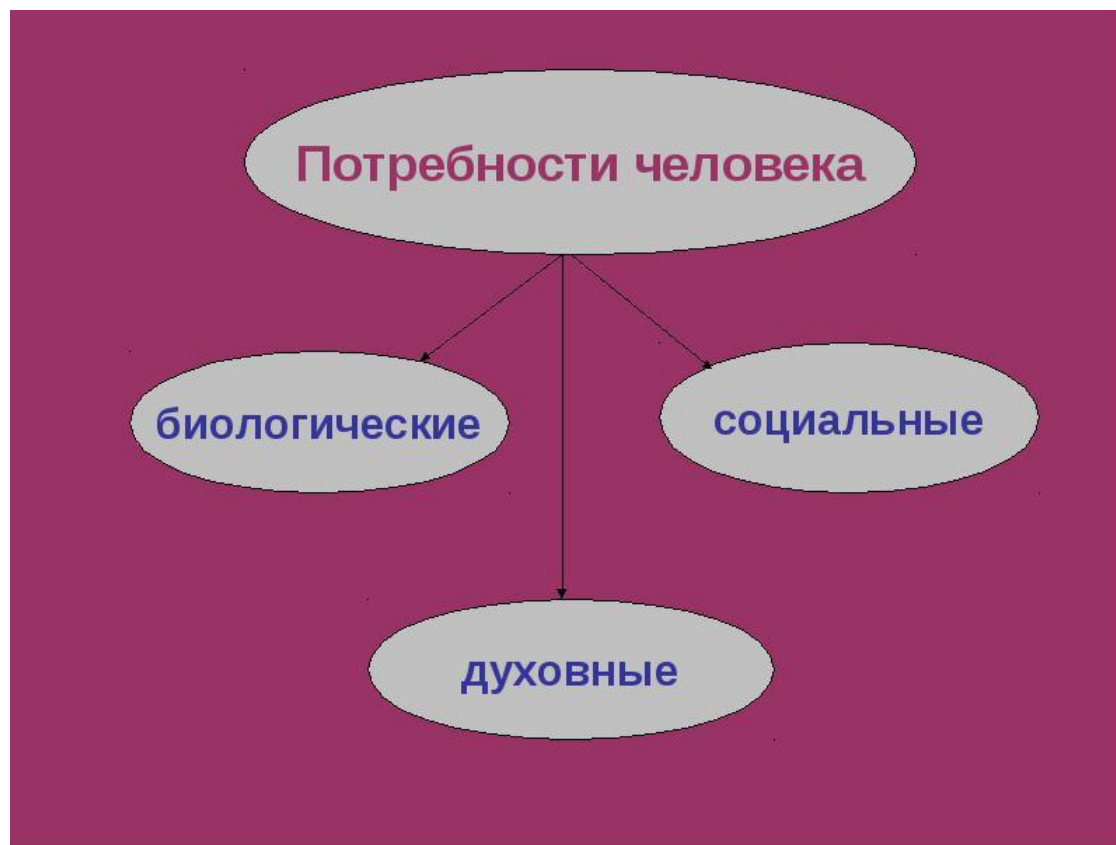 Потребности человека
биологические
социальные
духовные